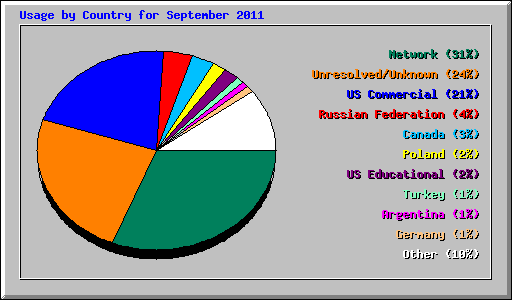 Usage by Country for September 2011
Network (31%)
Unresolved/Unknown (24%)
US Commercial (21%)
Russian Federation (4%)
Canada (3%)
Poland (2%)
US Educational (2%)
Turkey (1%)
Argentina (1%)
Germany (1%)
Other (10%)